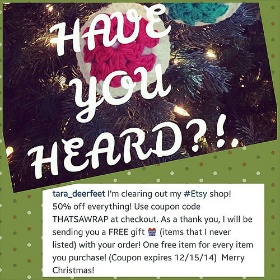 HAVE
YOU
HEARD?!
tara_deerfeet I'm clearing out my #Etsy shop!
50% off everything! Use coupon code
THATSAWRAP at checkout. As a thank you, I will be
sending you a FREE gift 🎁 (items that I never
listed) with your order! One free item for every item
you purchase! (Coupon expires 12/15/14) Merry
Christmas!